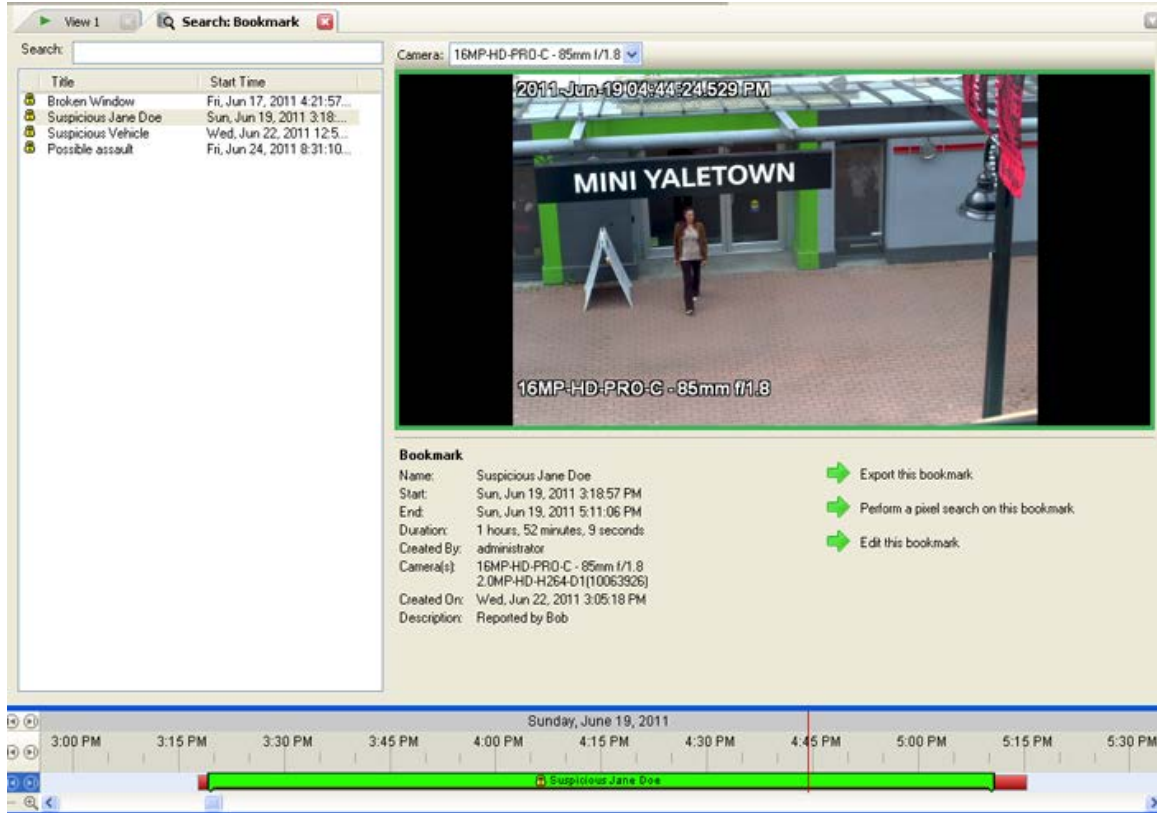 View 1
Search: Bookmark
Search:
Camera: 16MP-HD-PRO-C - 85mm f/1.8
Title Start Time
Broken Window Fri, Jun 17, 2011 4:21:57...
Suspicious Jane Doe Sun, Jun 19, 2011 3:18:...
Suspicious Vehicle Wed, Jun 22, 2011 12:5...
Possible assault Fri, Jun 24, 2011 8:31:10...
2011-Jun-19 04:44:24.529 PM
MINI YALETOWN
16MP-HD-PRO-C - 85mm f/1.8
Bookmark
Name: Suspicious Jane Doe
Start: Sun, Jun 19, 2011 3:18:57 PM
End: Sun, Jun 19, 2011 5:11:06 PM
Duration: 1 hours, 52 minutes, 9 seconds
Created By: administrator
Camera(s): 16MP-HD-PRO-C - 85mm f/1.8
2.0MP-HD-H264-D1(10063926)
Created On: Wed, Jun 22, 2011 3:05:18 PM
Description: Reported by Bob
Export this bookmark
Perform a pixel search on this bookmark
Edit this bookmark
Sunday, June 19, 2011
3:00 PM 3:15 PM 3:30 PM 3:45 PM 4:00 PM 4:15 PM 4:30 PM 4:45 PM 5:00 PM 5:15 PM 5:30 PM
Suspicious Jane Doe